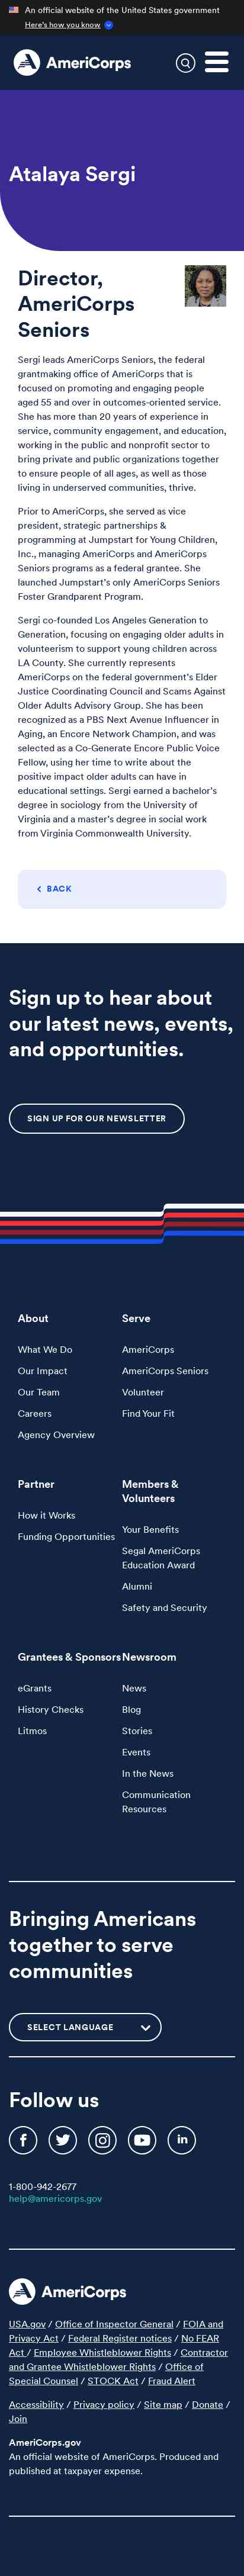 An official website of the United States government
Here's how you know
AmeriCorps
Atalaya Sergi
Director,
AmeriCorps
Seniors
Sergi leads AmeriCorps Seniors, the federal
grantmaking office of AmeriCorps that is
focused on promoting and engaging people
aged 55 and over in outcomes-oriented service.
She has more than 20 years of experience in
service, community engagement, and education,
working in the public and nonprofit sector to
bring private and public organizations together
to ensure people of all ages, as well as those
living in underserved communities, thrive.
Prior to AmeriCorps, she served as vice
president, strategic partnerships &
programming at Jumpstart for Young Children,
Inc., managing AmeriCorps and AmeriCorps
Seniors programs as a federal grantee. She
launched Jumpstart's only AmeriCorps Seniors
Foster Grandparent Program.
Sergi co-founded Los Angeles Generation to
Generation, focusing on engaging older adults in
volunteerism to support young children across
LA County. She currently represents
AmeriCorps on the federal government's Elder
Justice Coordinating Council and Scams Against
Older Adults Advisory Group. She has been
recognized as a PBS Next Avenue Influencer in
Aging, an Encore Network Champion, and was
selected as a Co-Generate Encore Public Voice
Fellow, using her time to write about the
positive impact older adults can have in
educational settings. Sergi earned a bachelor's
degree in sociology from the University of
Virginia and a master's degree in social work
from Virginia Commonwealth University.
BACK
Sign up to hear about
our latest news, events,
and opportunities.
SIGN UP FOR OUR NEWSLETTER
About
What We Do
Our Impact
Our Team
Careers
Agency Overview
Serve
AmeriCorps
AmeriCorps Seniors
Volunteer
Find Your Fit
Partner
How it Works
Funding Opportunities
Members &
Volunteers
Your Benefits
Segal AmeriCorps
Education Award
Alumni
Safety and Security
Grantees & Sponsors
eGrants
History Checks
Litmos
Newsroom
News
Blog
Stories
Events
In the News
Communication
Resources
Bringing Americans
together to serve
communities
SELECT LANGUAGE
Follow us
1-800-942-2677
help@americorps.gov
AmeriCorps
USA.gov / Office of Inspector General / FOIA and
Privacy Act / Federal Register notices / No FEAR
Act / Employee Whistleblower Rights / Contractor
and Grantee Whistleblower Rights / Office of
Special Counsel / STOCK Act / Fraud Alert
Accessibility / Privacy policy / Site map / Donate /
Join
AmeriCorps.gov
An official website of AmeriCorps. Produced and
published at taxpayer expense.